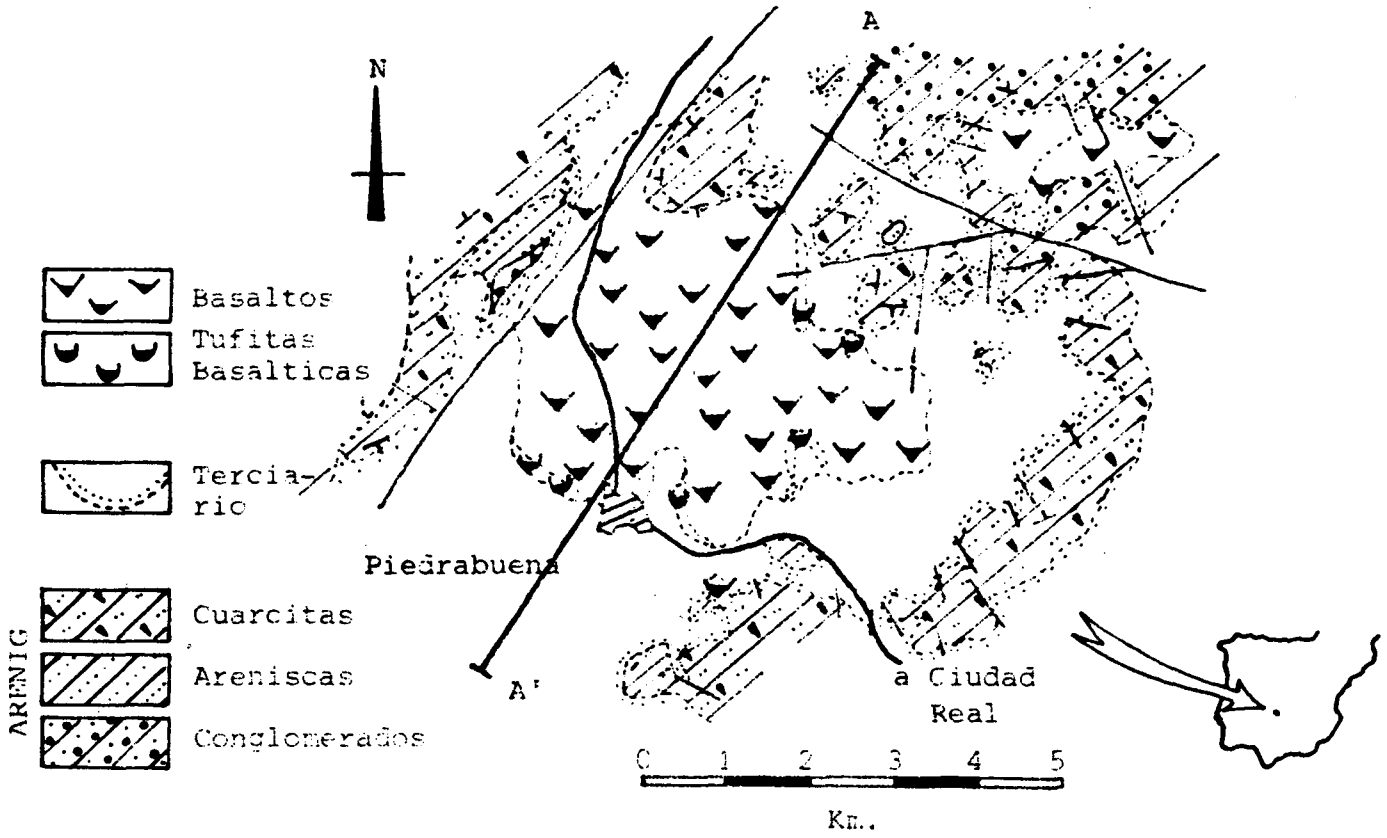 A
N
Basaltos
Tufitas
Basalticas
Tercia-
rio
Piedrabuena
ARENIG
Cuarcitas
Areniscas
Conglomerados
A'
a Ciudad
Real
0 1 2 3 4 5
Km.